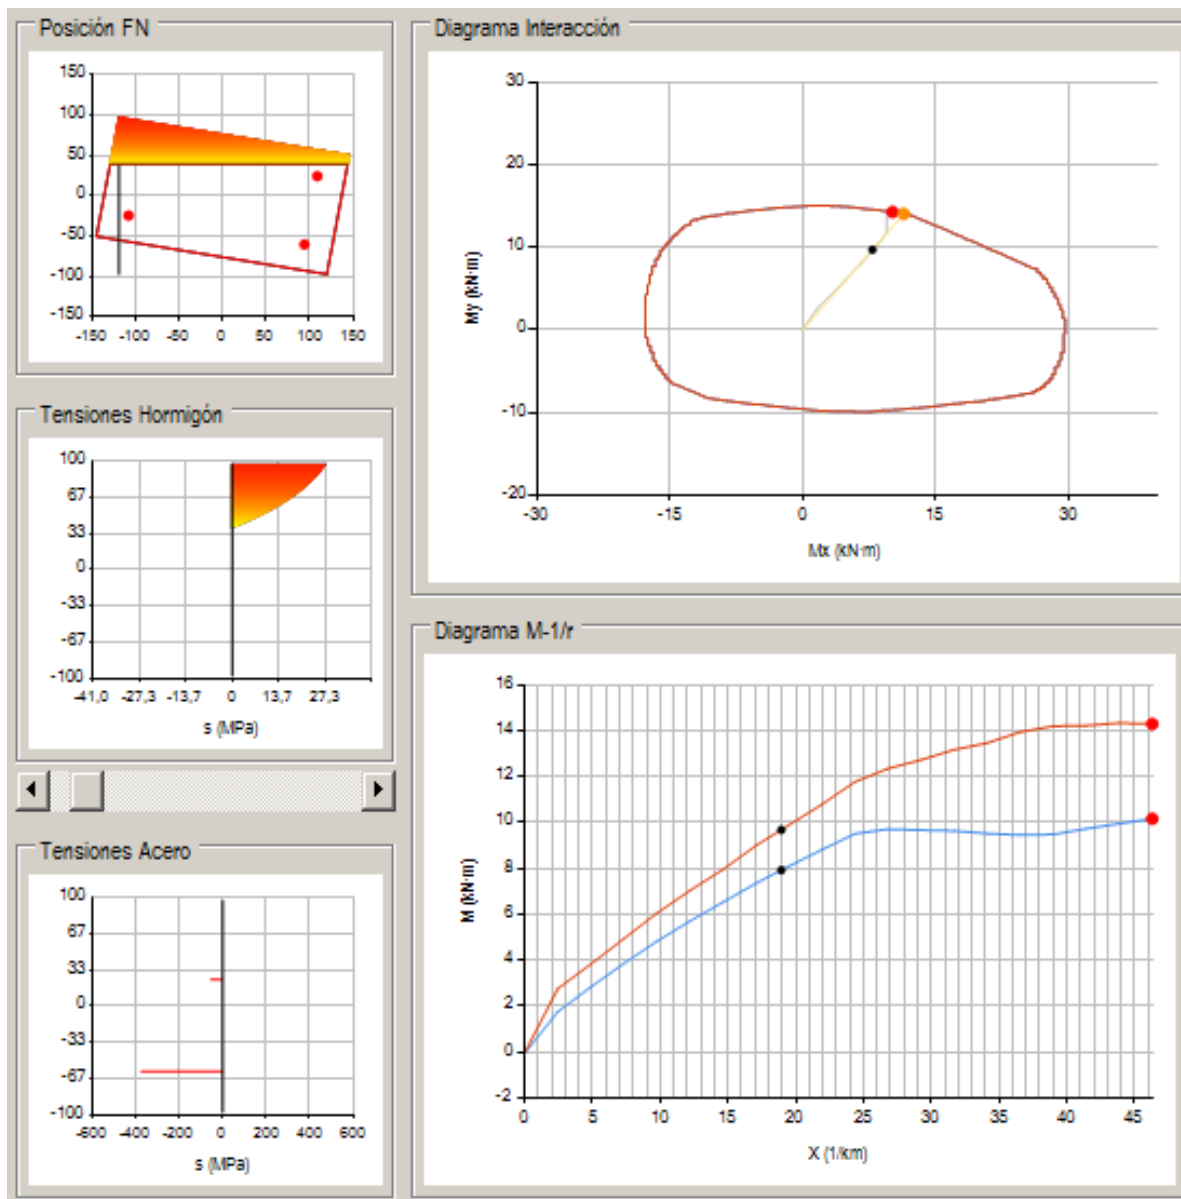 Posición FN
150
100
50
0
-50
-100
-150
-150 -100 -50 0 50 100 150
Tensiones Hormigón
100
67
33
0
-33
-67
-100
-41,0 -27,3 -13,7 0 13,7 27,3
s (MPa)
Tensiones Acero
100
67
33
0
-33
-67
-100
-600 -400 -200 0 200 400 600
s (MPa)
Diagrama Interacción
30
20
10
0
-10
-20
My (kN·m)
-30 -15 0 15 30
Mx (kN·m)
Diagrama M-1/r
16
14
12
10
8
6
4
2
0
-2
M (kN·m)
0 5 10 15 20 25 30 35 40 45
X (1/km)